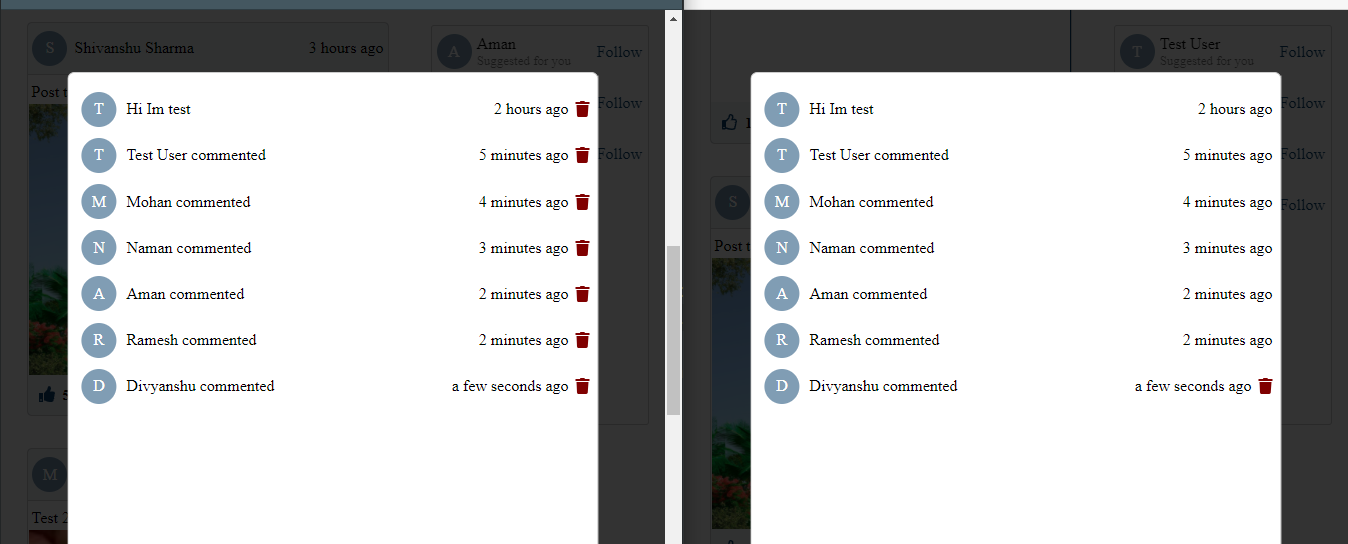 S Shivanshu Sharma 3 hours ago
A Aman Follow
Suggested for you
Post t
Follow
Follow
T Hi Im test 2 hours ago
T Test User commented 5 minutes ago
M Mohan commented 4 minutes ago
N Naman commented 3 minutes ago
A Aman commented 2 minutes ago
R Ramesh commented 2 minutes ago
D Divyanshu commented a few seconds ago
M
Test 2
T Test User Follow
Suggested for you
Follow
Follow
Follow
S
Post t
T Hi Im test 2 hours ago
T Test User commented 5 minutes ago
M Mohan commented 4 minutes ago
N Naman commented 3 minutes ago
A Aman commented 2 minutes ago
R Ramesh commented 2 minutes ago
D Divyanshu commented a few seconds ago